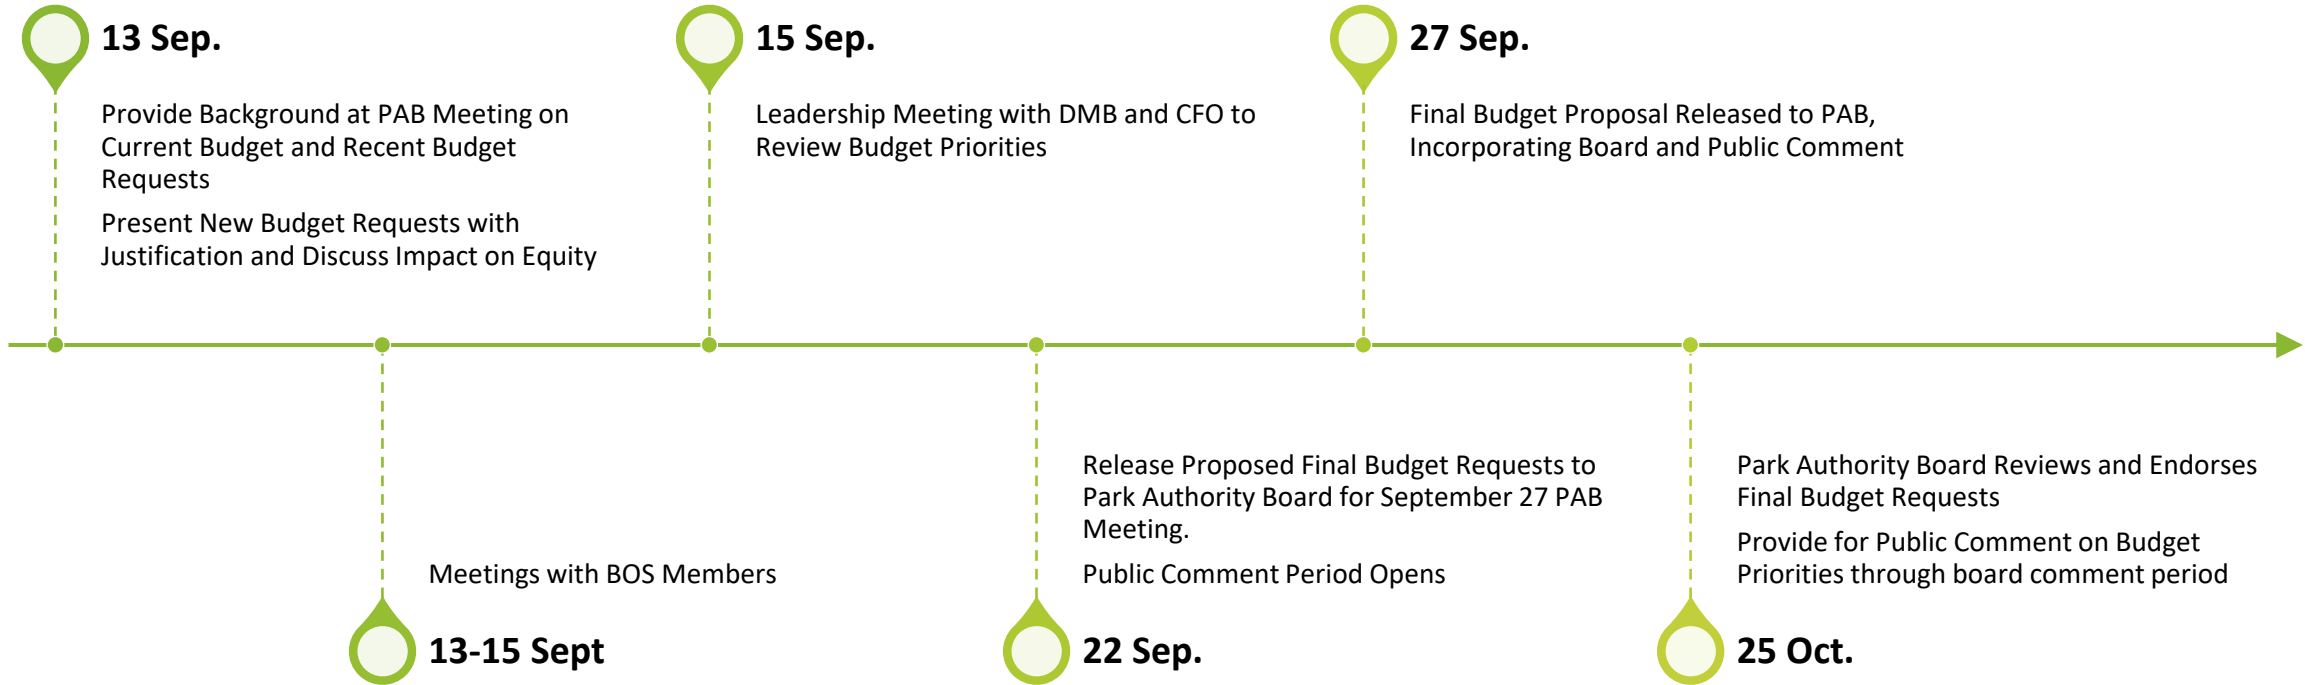 13 Sep.
Provide Background at PAB Meeting on
Current Budget and Recent Budget
Requests
Present New Budget Requests with
Justification and Discuss Impact on Equity
Meetings with BOS Members
13-15 Sept
15 Sep.
Leadership Meeting with DMB and CFO to
Review Budget Priorities
Release Proposed Final Budget Requests to
Park Authority Board for September 27 PAB
Meeting.
Public Comment Period Opens
22 Sep.
27 Sep.
Final Budget Proposal Released to PAB,
Incorporating Board and Public Comment
Park Authority Board Reviews and Endorses
Final Budget Requests
Provide for Public Comment on Budget
Priorities through board comment period
25 Oct.